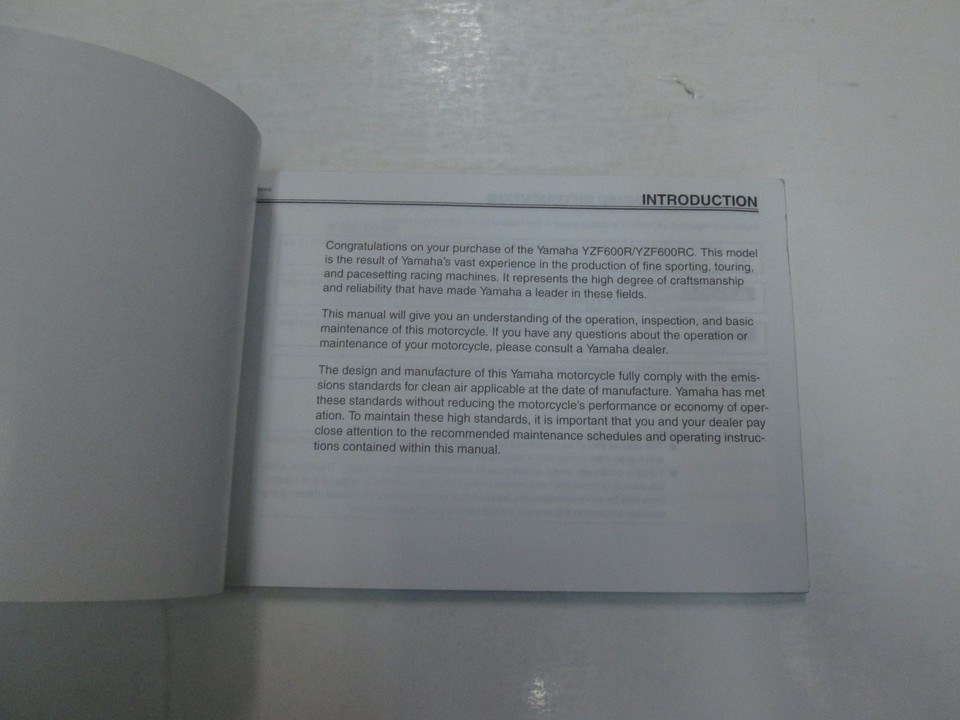 INTRODUCTION
Congratulations on your purchase of the Yamaha YZF600R/YZF600RC. This model
is the result of Yamaha's vast experience in the production of fine sporting, touring,
and pacesetting racing machines. It represents the high degree of craftsmanship
and reliability that have made Yamaha a leader in these fields.
This manual will give you an understanding of the operation, inspection, and basic
maintenance of this motorcycle. If you have any questions about the operation or
maintenance of your motorcycle, please consult a Yamaha dealer.
The design and manufacture of this Yamaha motorcycle fully comply with the emis-
sions standards for clean air applicable at the date of manufacture. Yamaha has met
these standards without reducing the motorcycle's performance or economy of oper-
ation. To maintain these high standards, it is important that you and your dealer pay
close attention to the recommended maintenance schedules and operating instruc-
tions contained within this manual.